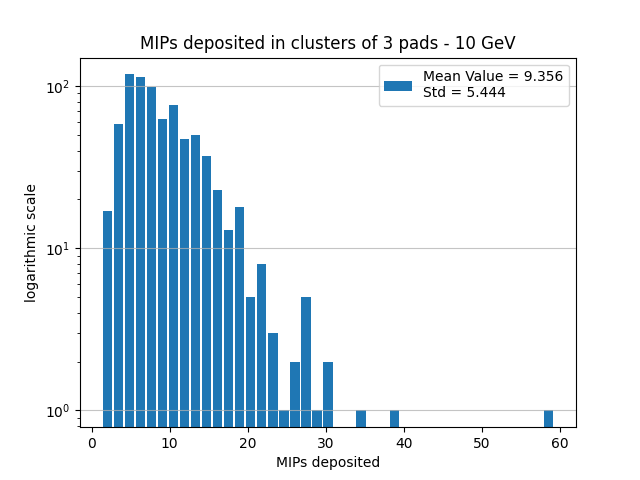 MIPs deposited in clusters of 3 pads - 10 GeV
Mean Value = 9.356
Std = 5.444
10²
10¹
10⁰
logarithmic scale
0 10 20 30 40 50 60
MIPs deposited